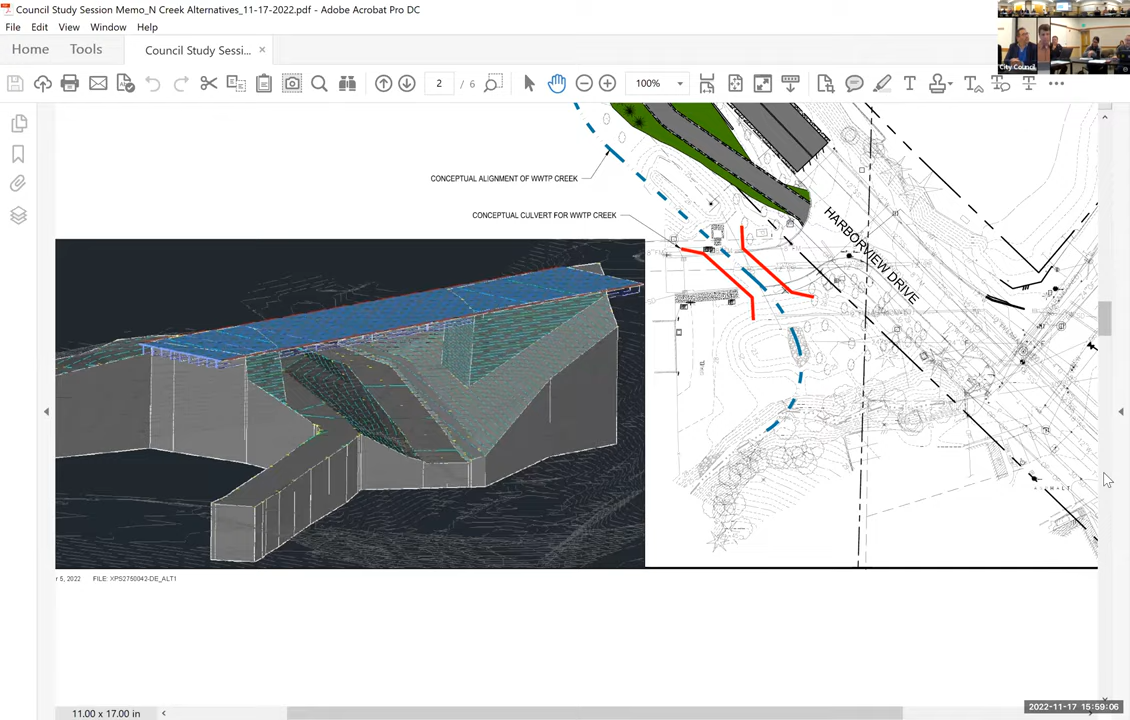 Council Study Session Memo_N Creek Alternatives_11-17-2022.pdf - Adobe Acrobat Pro DC
File Edit View Window Help
Home Tools Council Study Sessi... ×
2 / 6 100%
CONCEPTUAL ALIGNMENT OF WWTP CREEK
CONCEPTUAL CULVERT FOR WWTP CREEK
HARBORVIEW DRIVE
ASPHALT
r 5, 2022 FILE: XPS2750042-DE_ALT1
11.00 x 17.00 in
City Council
2022-11-17 15:59:06